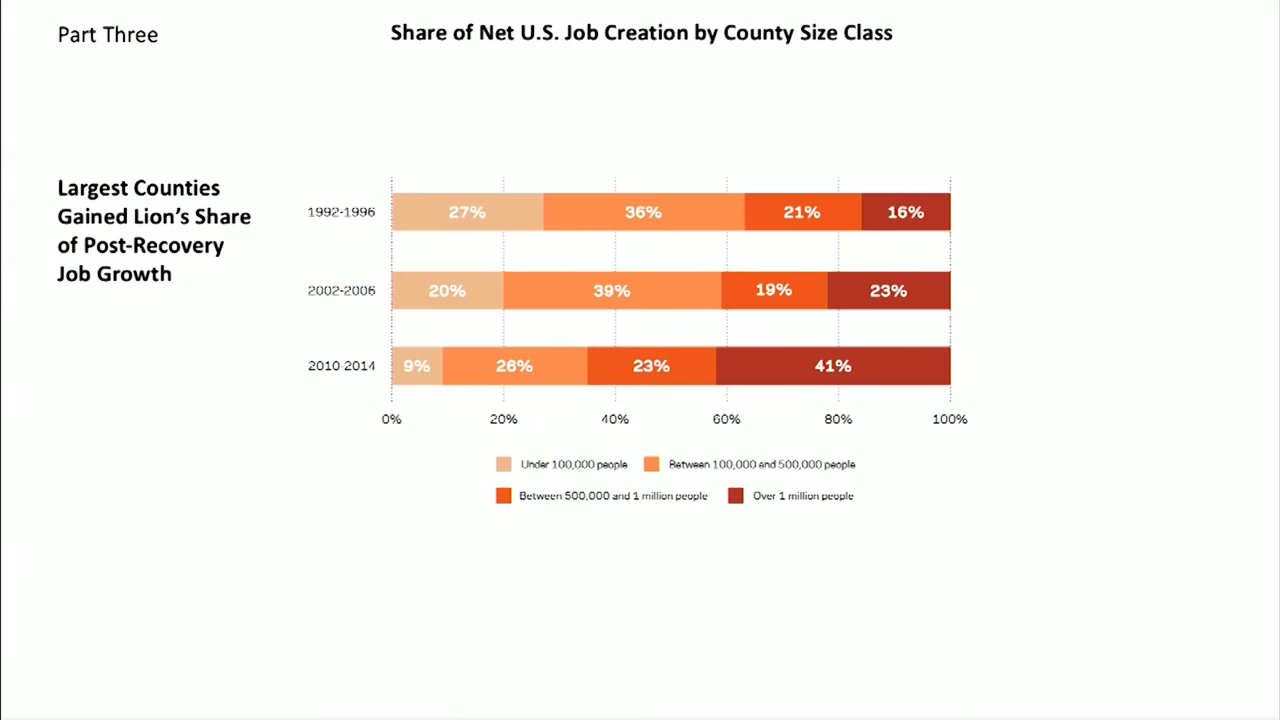 Part Three
Share of Net U.S. Job Creation by County Size Class
Largest Counties
Gained Lion's Share
of Post-Recovery
Job Growth
1992-1996 27% 36% 21% 16%
2002-2006 20% 39% 19% 23%
2010-2014 9% 26% 23% 41%
0% 20% 40% 60% 80% 100%
Under 100,000 people Between 100,000 and 500,000 people
Between 500,000 and 1 million people Over 1 million people